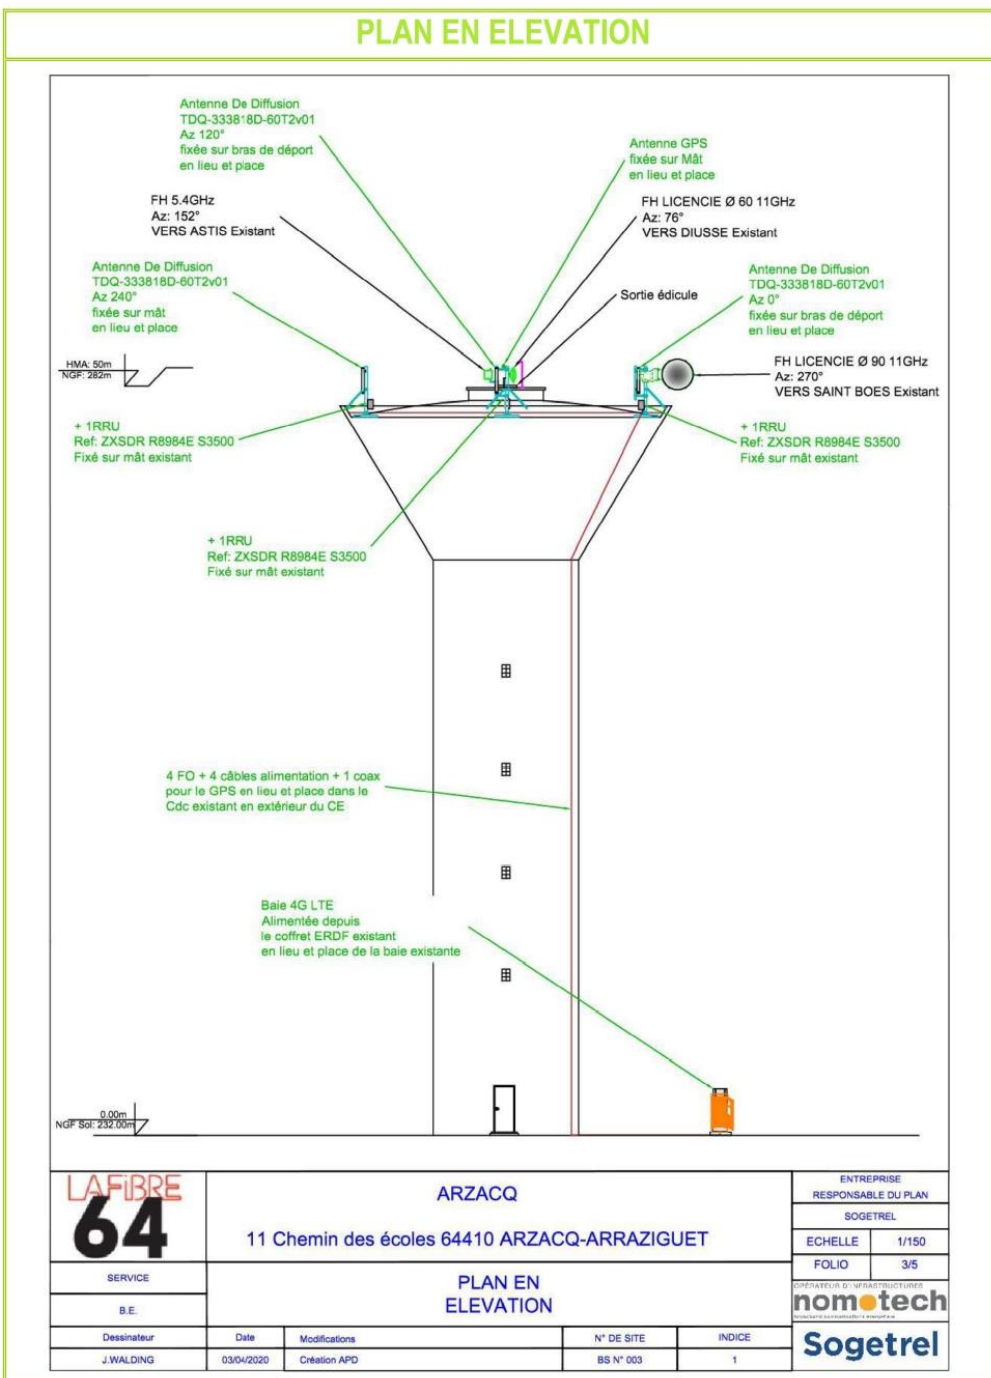 PLAN EN ELEVATION
Antenne De Diffusion
TDQ-333818D-60T2v01
Az 120°
fixée sur bras de déport
en lieu et place
Antenne GPS
fixée sur Mât
en lieu et place
FH 5.4GHz
Az: 152°
VERS ASTIS Existant
FH LICENCIE Ø 60 11GHz
Az: 76°
VERS DIUSSE Existant
Antenne De Diffusion
TDQ-333818D-60T2v01
Az 240°
fixée sur mât
en lieu et place
Sortie édicule
Antenne De Diffusion
TDQ-333818D-60T2v01
Az 0°
fixée sur bras de déport
en lieu et place
HMA: 50m
NGF: 282m
FH LICENCIE Ø 90 11GHz
Az: 270°
VERS SAINT BOES Existant
+ 1RRU
Ref: ZXSDR R8984E S3500
Fixé sur mât existant
+ 1RRU
Ref: ZXSDR R8984E S3500
Fixé sur mât existant
+ 1RRU
Ref: ZXSDR R8984E S3500
Fixé sur mât existant
4 FO + 4 câbles alimentation + 1 coax
pour le GPS en lieu et place dans le
Cdc existant en extérieur du CE
Baie 4G LTE
Alimentée depuis
le coffret ERDF existant
en lieu et place de la baie existante
0.00m
NGF Sol: 232.00m
LAFIBRE
64
ARZACQ
11 Chemin des écoles 64410 ARZACQ-ARRAZIGUET
ENTREPRISE
RESPONSABLE DU PLAN
SOGETREL
ECHELLE 1/150
FOLIO 3/5
SERVICE
B.E.
PLAN EN
ELEVATION
OPÉRATEUR D'INFRASTRUCTURES
nomotech
Sogetrel
Dessinateur Date Modifications N° DE SITE INDICE
J.WALDING 03/04/2020 Création APD BS N° 003 1